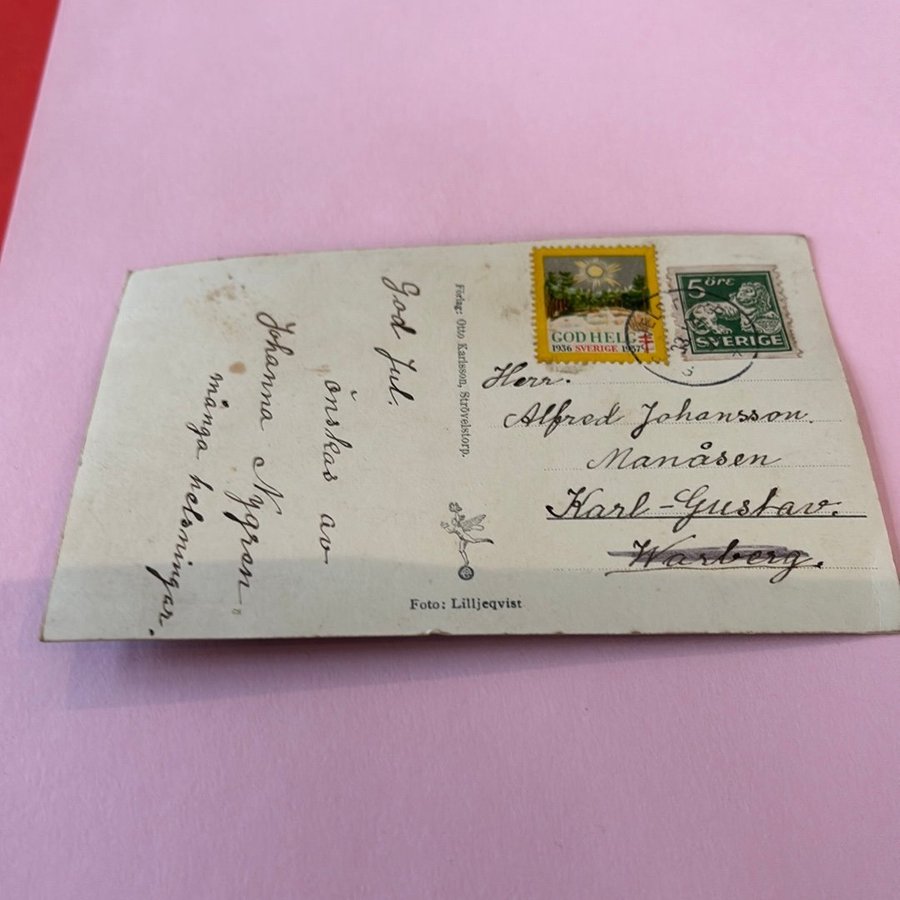 God Jul.
önskas av
Johanna Nygren
många helsningar.
Förlag: Otto Karlsson, Strövelstorp.
Foto: Lilljeqvist
GOD HELG
1936 SVERIGE 1937
5 ÖRE
SVERIGE
Herr.
Alfred Johansson.
Manåsen
Karl-Gustav.
Warberg.